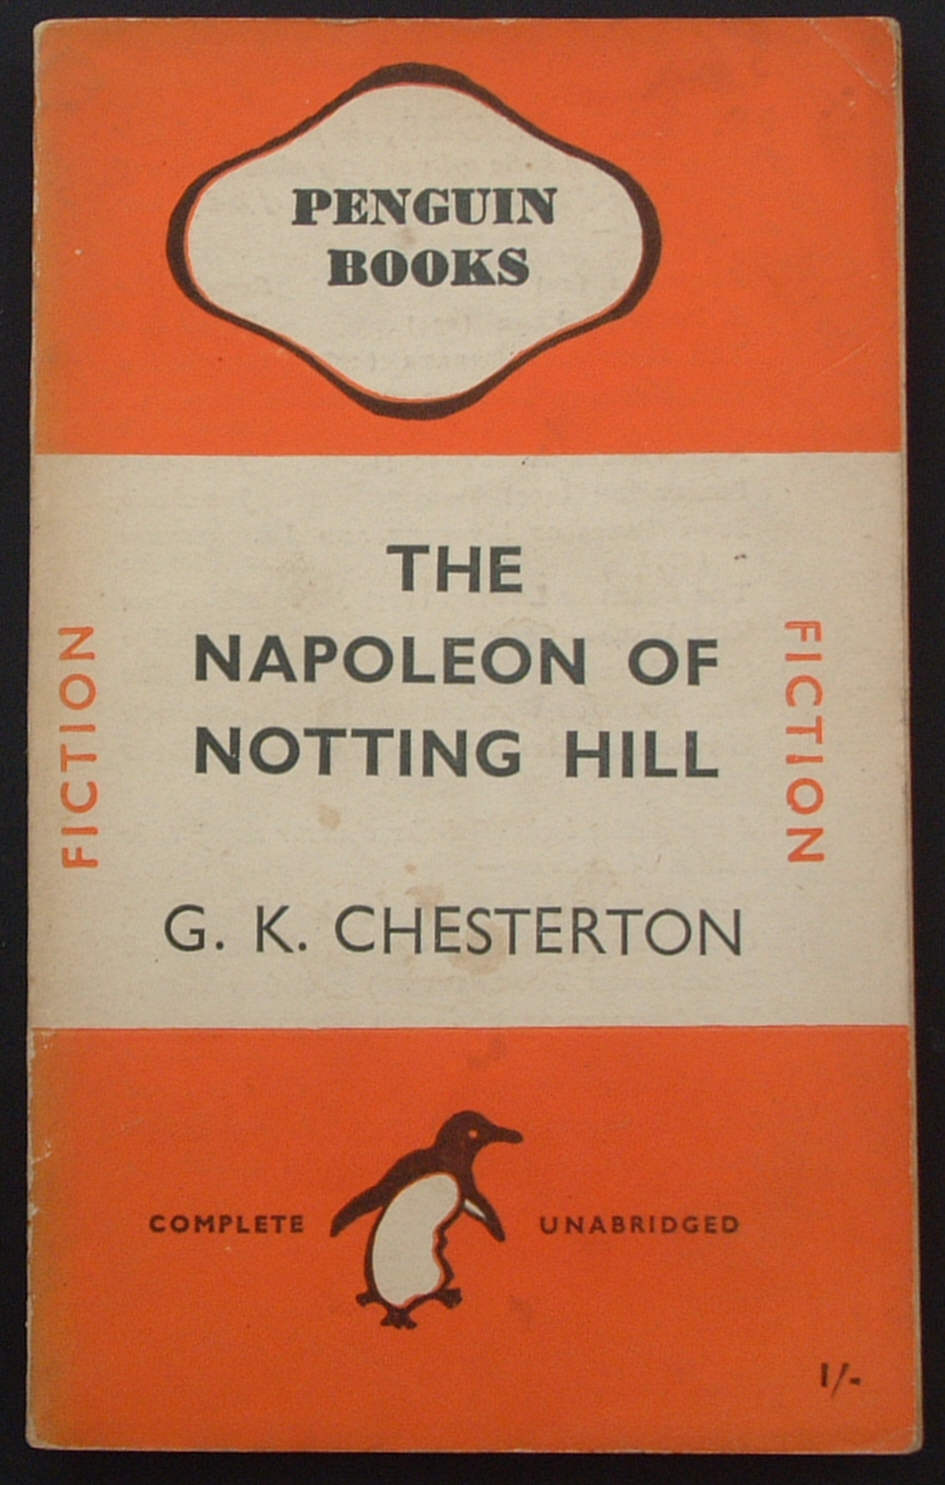 PENGUIN
BOOKS
THE
NAPOLEON OF
NOTTING HILL
FICTION
FICTION
G. K. CHESTERTON
COMPLETE UNABRIDGED
1/-